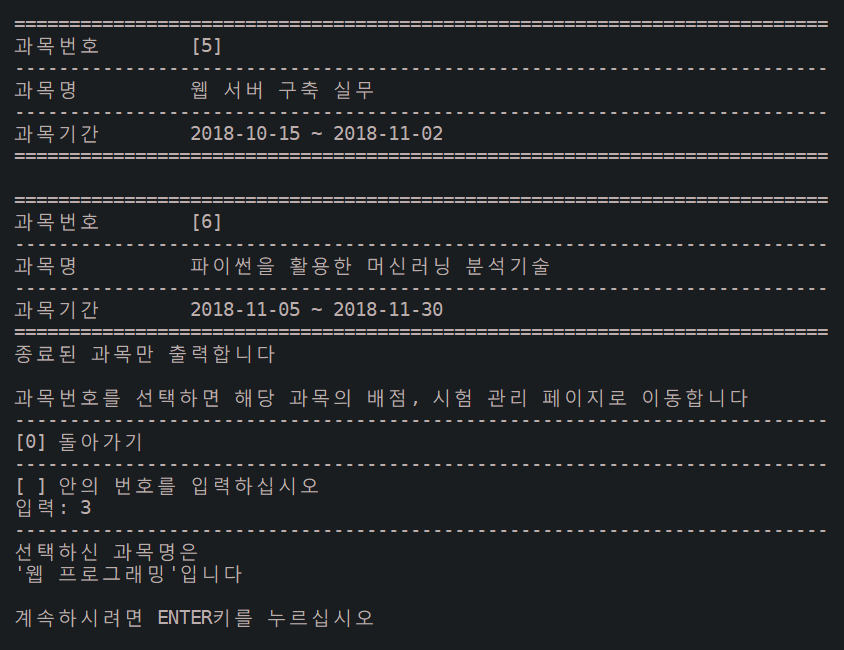 ==========================================================================
과목번호 [5]
--------------------------------------------------------------------------
과목명 웹 서버 구축 실무
--------------------------------------------------------------------------
과목기간 2018-10-15 ~ 2018-11-02
==========================================================================
==========================================================================
과목번호 [6]
--------------------------------------------------------------------------
과목명 파이썬을 활용한 머신러닝 분석기술
--------------------------------------------------------------------------
과목기간 2018-11-05 ~ 2018-11-30
==========================================================================
종료된 과목만 출력합니다
과목번호를 선택하면 해당 과목의 배점, 시험 관리 페이지로 이동합니다
--------------------------------------------------------------------------
[0] 돌아가기
--------------------------------------------------------------------------
[ ] 안의 번호를 입력하십시오
입력: 3
--------------------------------------------------------------------------
선택하신 과목명은
'웹 프로그래밍'입니다
계속하시려면 ENTER키를 누르십시오